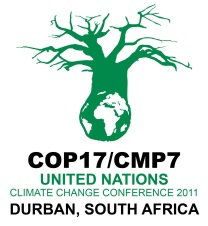 COP17/CMP7
UNITED NATIONS
CLIMATE CHANGE CONFERENCE 2011
DURBAN, SOUTH AFRICA